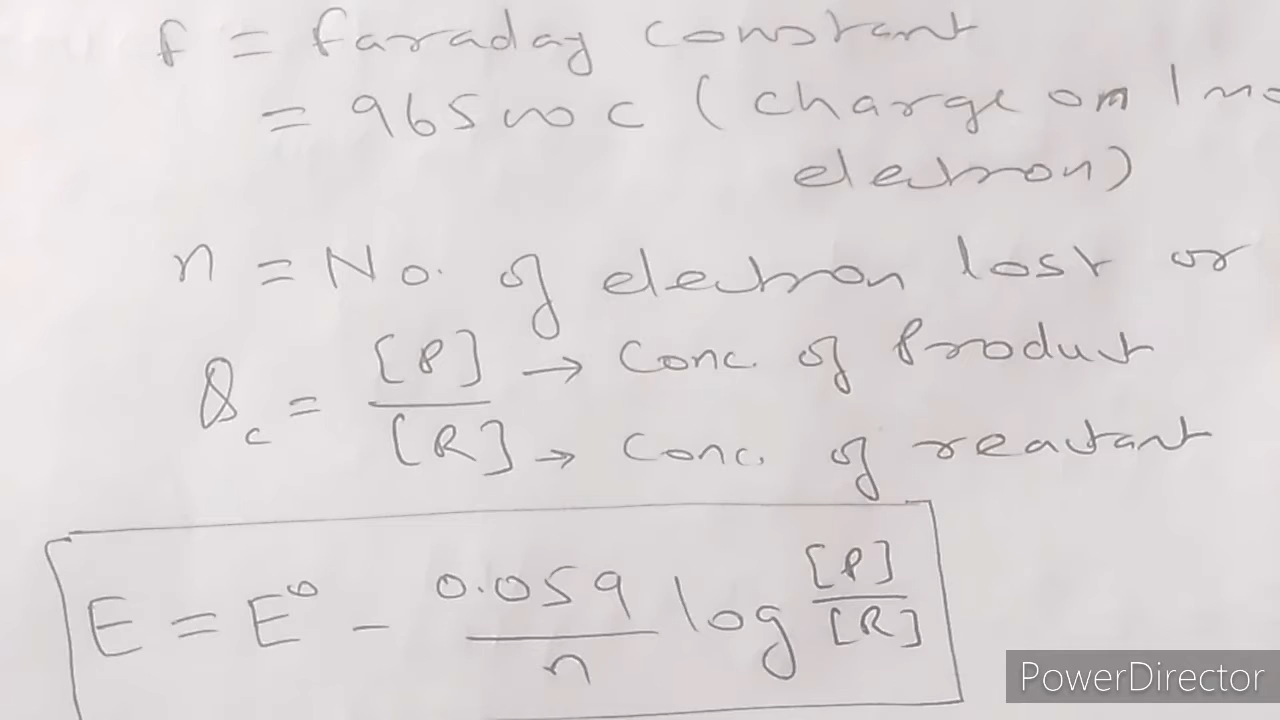 F = Faraday constant
= 96500 C (charge on 1 mo
electron)
n = No. of electron lost or
Qc = [P] → Conc. of Product
[R] → Conc. of reactant
E = E° - 0.059/n log [P]/[R]
PowerDirector